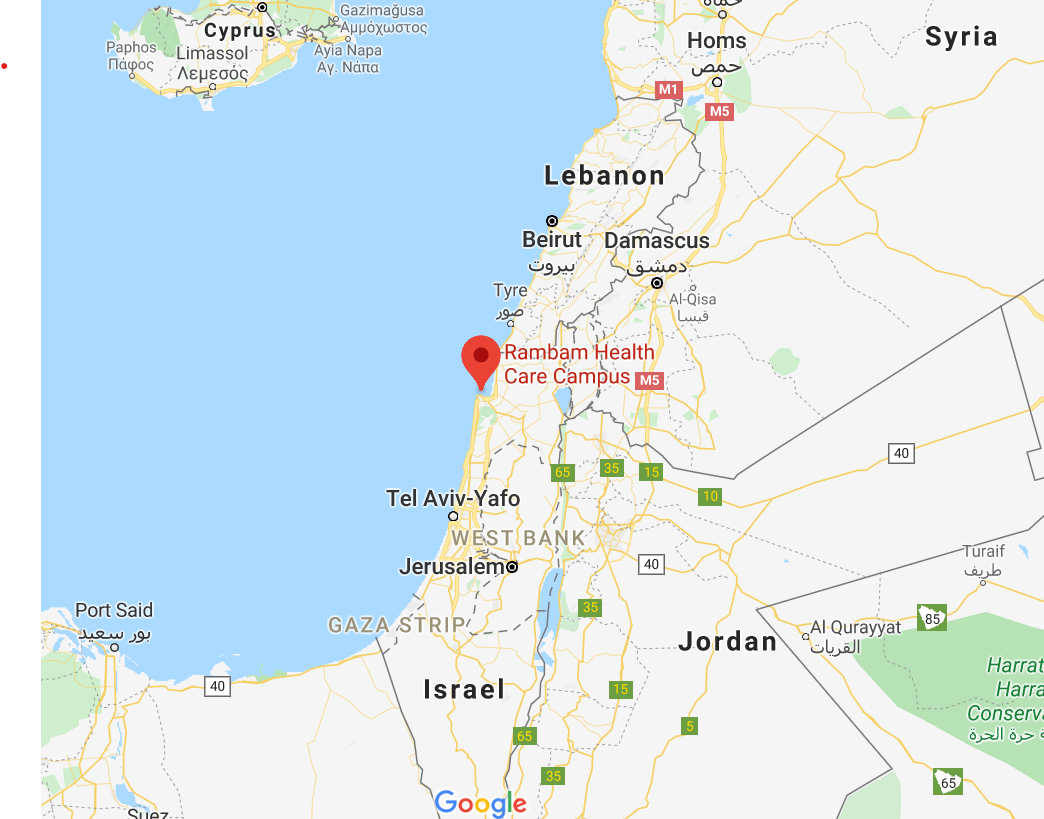 Gazimağusa
Αμμόχωστος
Cyprus
Paphos
Πάφος
Limassol
Λεμεσός
Ayia Napa
Αγ. Νάπα
حماة
Homs
حمص
Syria
M1
M5
Lebanon
Beirut
بيروت
Damascus
دمشق
Al-Qisa
قيسا
Tyre
صور
Rambam Health
Care Campus
M5
40
65
35
15
10
Tel Aviv-Yafo
WEST BANK
Jerusalem
40
Turaif
طريف
35
Port Said
بور سعيد
GAZA STRIP
85
Al Qurayyat
القريات
Jordan
Harrat
Harra
Conserva
ة حرة الحرة
40
Israel
15
5
65
35
65
Suez
Google